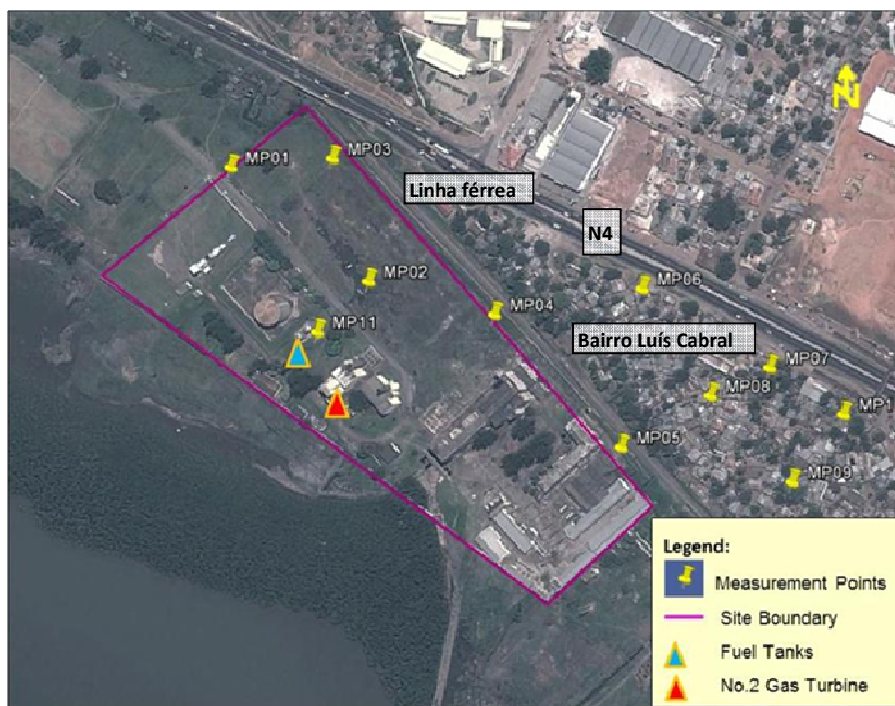 N
MP01
MP03
Linha férrea
N4
MP02
MP06
MP04
MP11
Bairro Luís Cabral
MP07
MP08
MP1
MP05
MP09
Legend:
Measurement Points
Site Boundary
Fuel Tanks
No.2 Gas Turbine